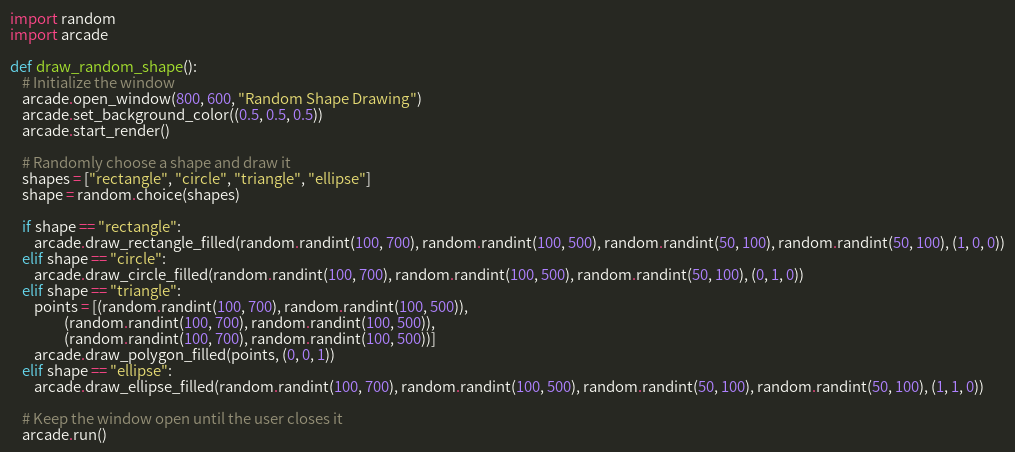 import random
import arcade

def draw_random_shape():
    # Initialize the window
    arcade.open_window(800, 600, "Random Shape Drawing")
    arcade.set_background_color((0.5, 0.5, 0.5))
    arcade.start_render()

    # Randomly choose a shape and draw it
    shapes = ["rectangle", "circle", "triangle", "ellipse"]
    shape = random.choice(shapes)

    if shape == "rectangle":
        arcade.draw_rectangle_filled(random.randint(100, 700), random.randint(100, 500), random.randint(50, 100), random.randint(50, 100), (1, 0, 0))
    elif shape == "circle":
        arcade.draw_circle_filled(random.randint(100, 700), random.randint(100, 500), random.randint(50, 100), (0, 1, 0))
    elif shape == "triangle":
        points = [(random.randint(100, 700), random.randint(100, 500)),
                  (random.randint(100, 700), random.randint(100, 500)),
                  (random.randint(100, 700), random.randint(100, 500))]
        arcade.draw_polygon_filled(points, (0, 0, 1))
    elif shape == "ellipse":
        arcade.draw_ellipse_filled(random.randint(100, 700), random.randint(100, 500), random.randint(50, 100), random.randint(50, 100), (1, 1, 0))

    # Keep the window open until the user closes it
    arcade.run()